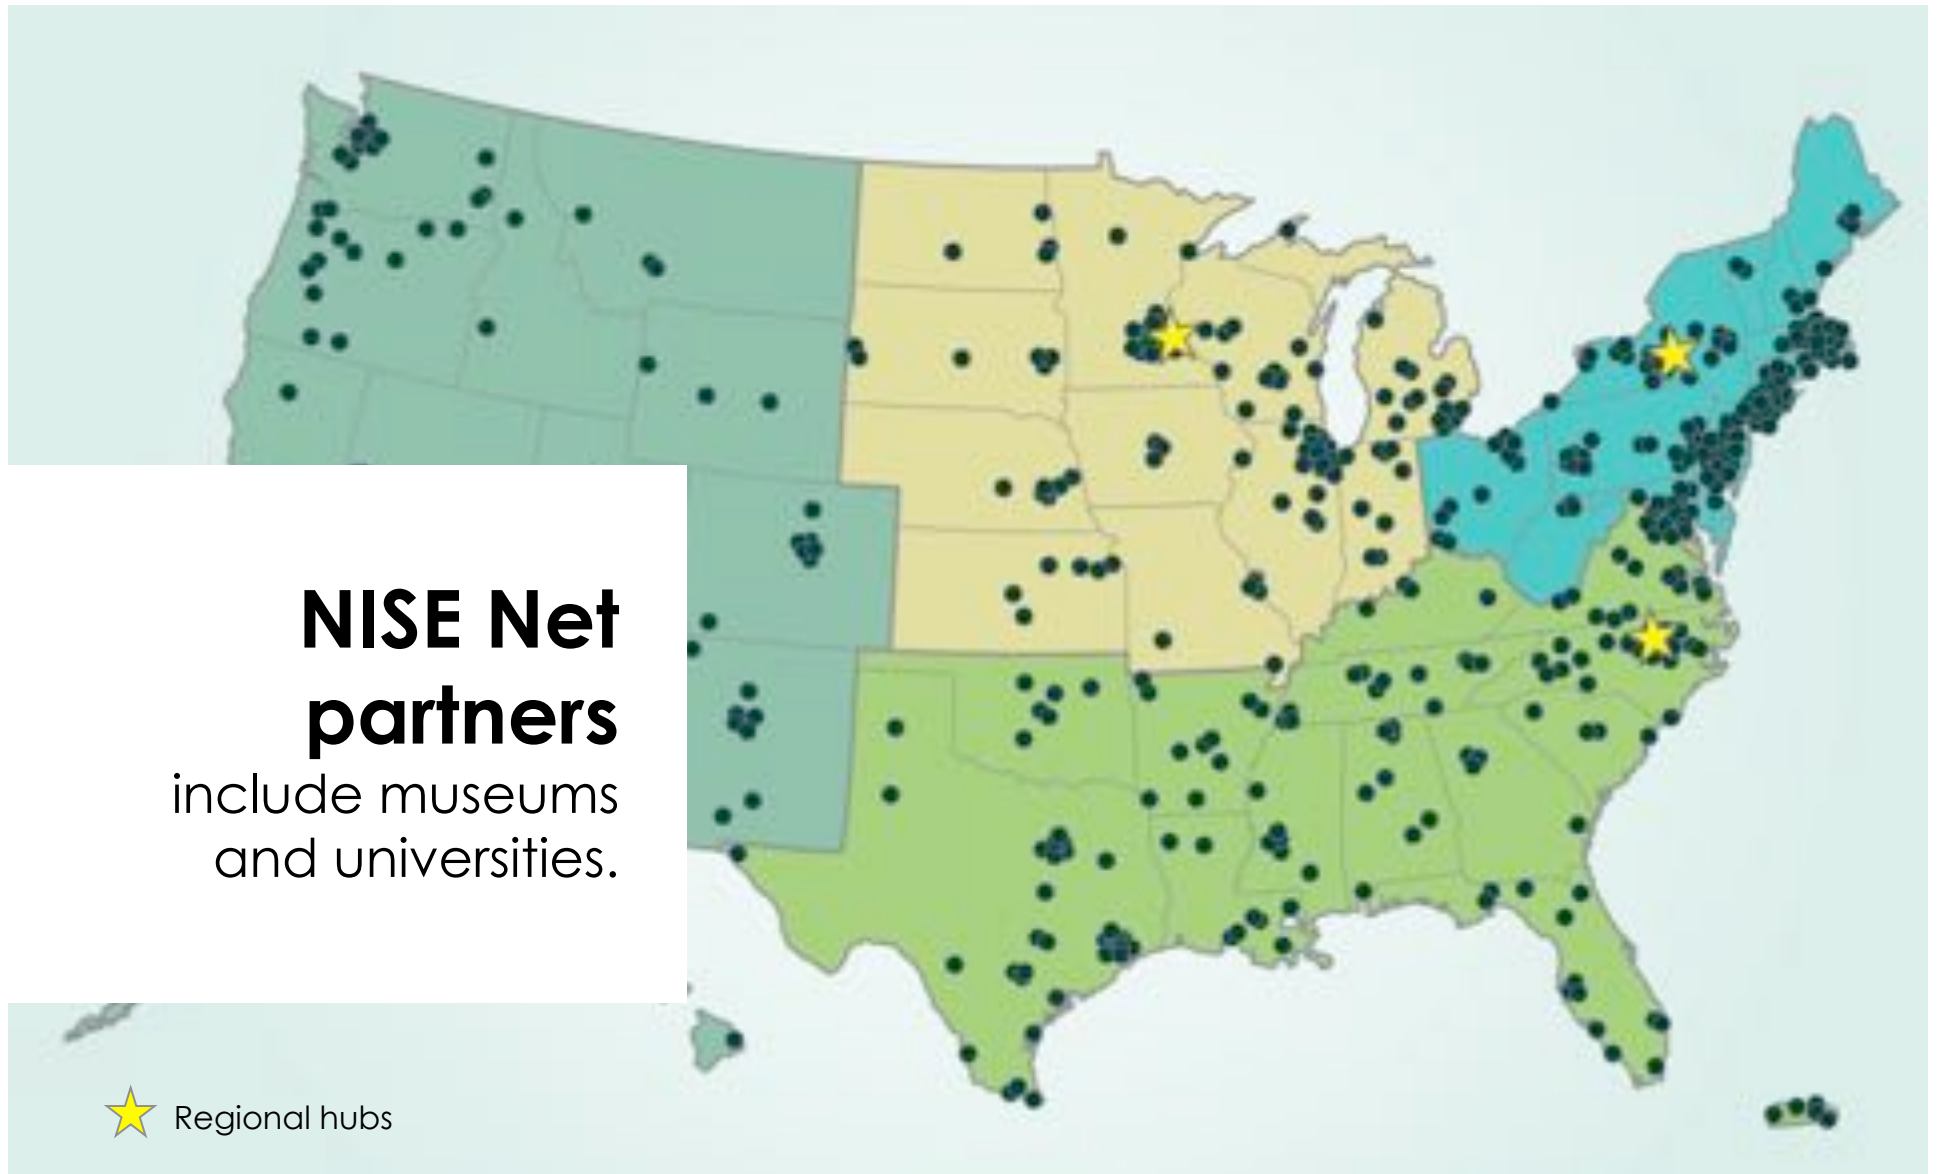 NISE Net
partners
include museums
and universities.
Regional hubs